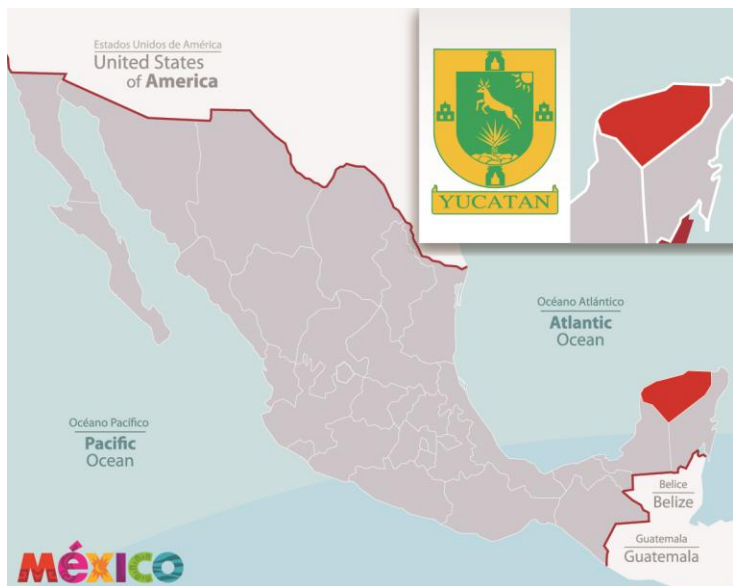 Estados Unidos de América
United States
of America
YUCATAN
Océano Atlántico
Atlantic
Ocean
Océano Pacífico
Pacific
Ocean
Belice
Belize
Guatemala
Guatemala
México